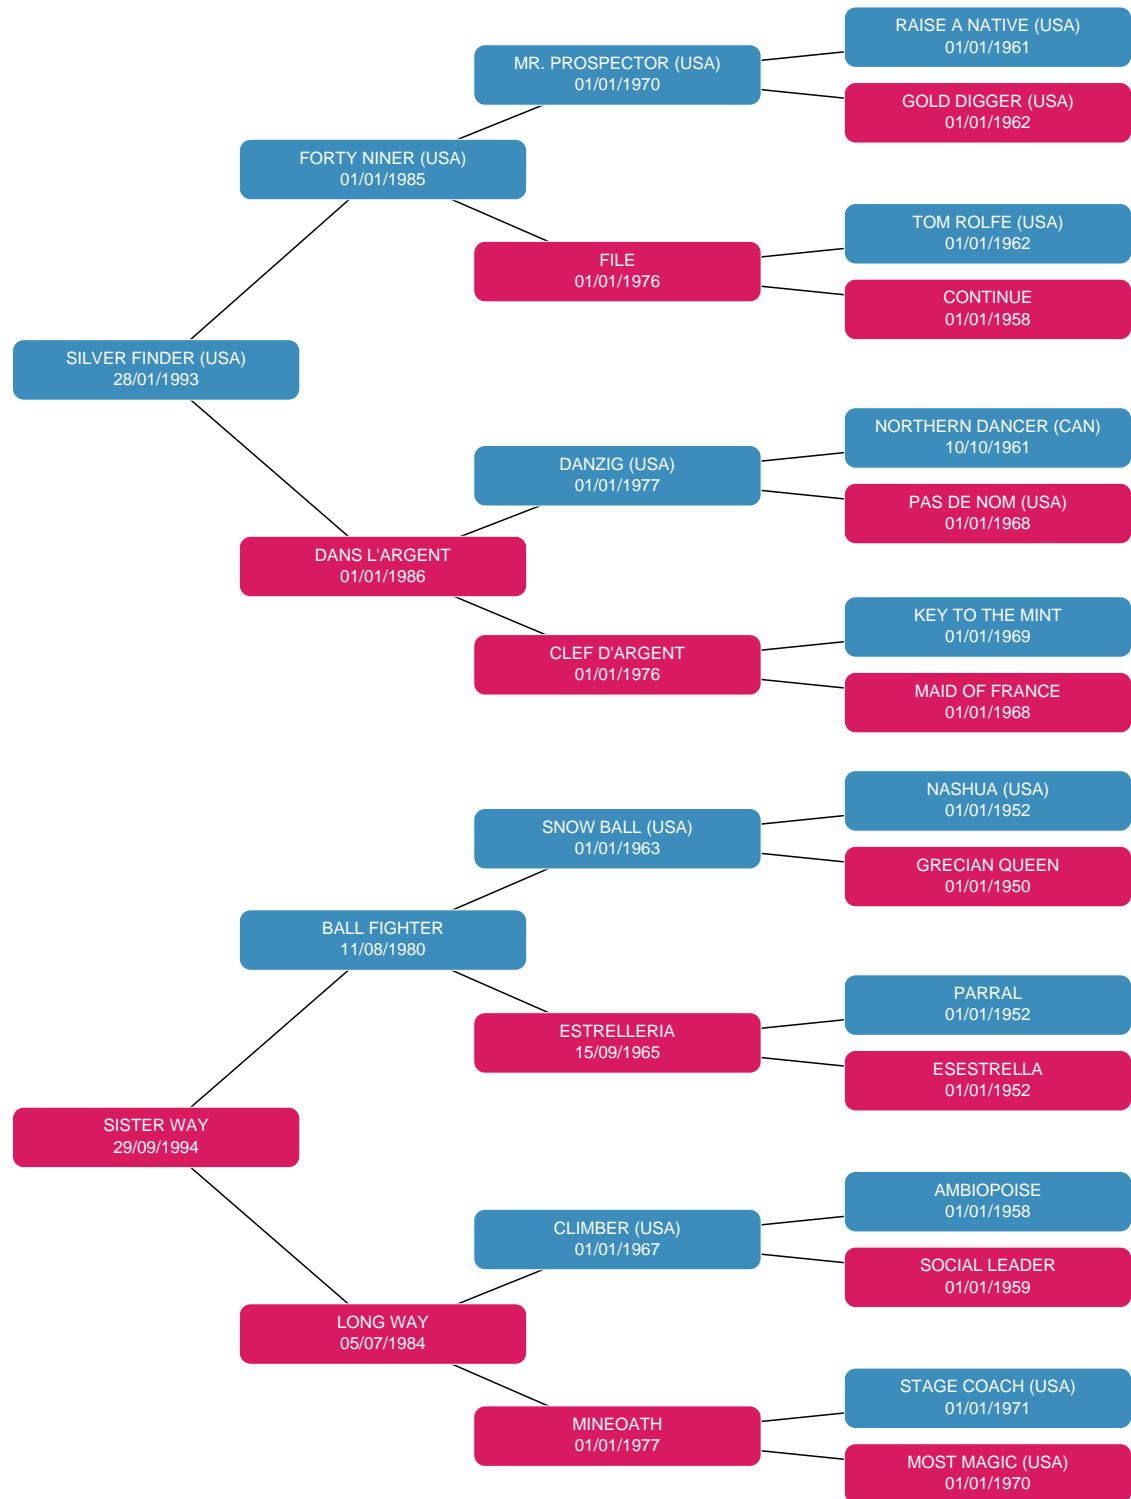 RAISE A NATIVE (USA)
01/01/1961
MR. PROSPECTOR (USA)
01/01/1970
GOLD DIGGER (USA)
01/01/1962
FORTY NINER (USA)
01/01/1985
TOM ROLFE (USA)
01/01/1962
FILE
01/01/1976
CONTINUE
01/01/1958
SILVER FINDER (USA)
28/01/1993
NORTHERN DANCER (CAN)
10/10/1961
DANZIG (USA)
01/01/1977
PAS DE NOM (USA)
01/01/1968
DANS L'ARGENT
01/01/1986
KEY TO THE MINT
01/01/1969
CLEF D'ARGENT
01/01/1976
MAID OF FRANCE
01/01/1968
NASHUA (USA)
01/01/1952
SNOW BALL (USA)
01/01/1963
GRECIAN QUEEN
01/01/1950
BALL FIGHTER
11/08/1980
PARRAL
01/01/1952
ESTRELLERIA
15/09/1965
ESESTRELLA
01/01/1952
SISTER WAY
29/09/1994
AMBIOPOISE
01/01/1958
CLIMBER (USA)
01/01/1967
SOCIAL LEADER
01/01/1959
LONG WAY
05/07/1984
STAGE COACH (USA)
01/01/1971
MINEOATH
01/01/1977
MOST MAGIC (USA)
01/01/1970